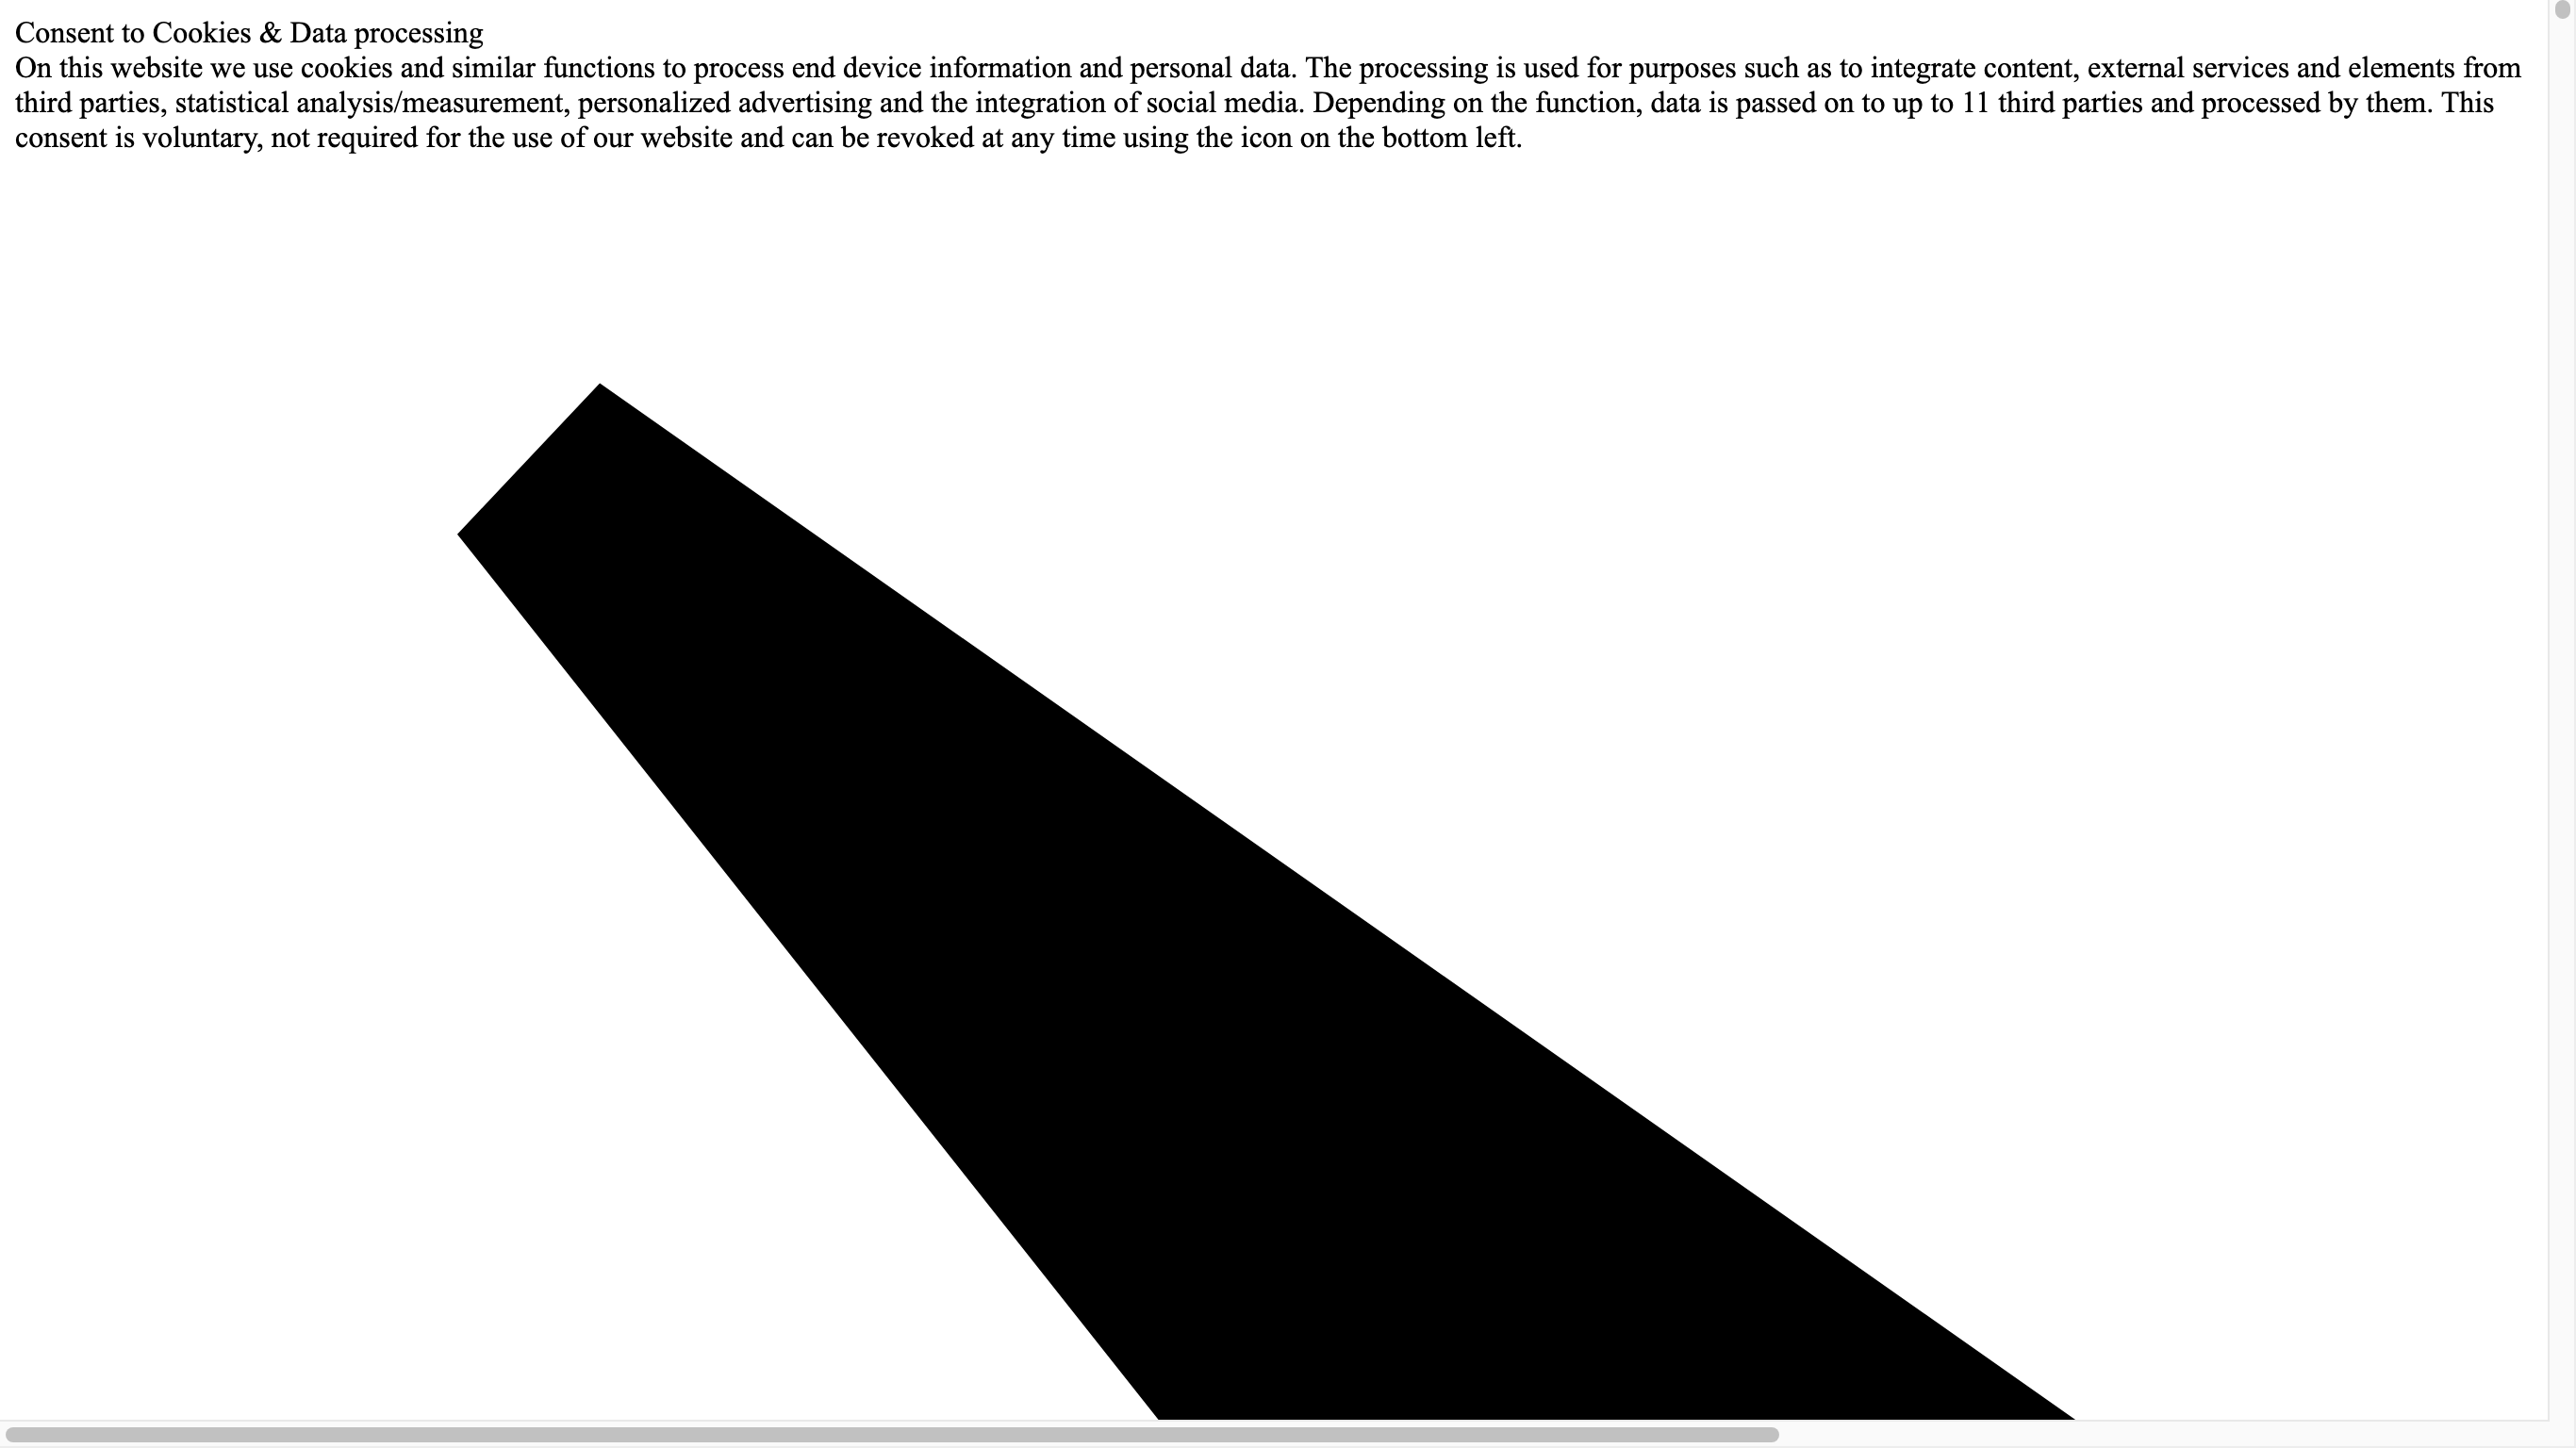 Consent to Cookies & Data processing
On this website we use cookies and similar functions to process end device information and personal data. The processing is used for purposes such as to integrate content, external services and elements from
third parties, statistical analysis/measurement, personalized advertising and the integration of social media. Depending on the function, data is passed on to up to 11 third parties and processed by them. This
consent is voluntary, not required for the use of our website and can be revoked at any time using the icon on the bottom left.